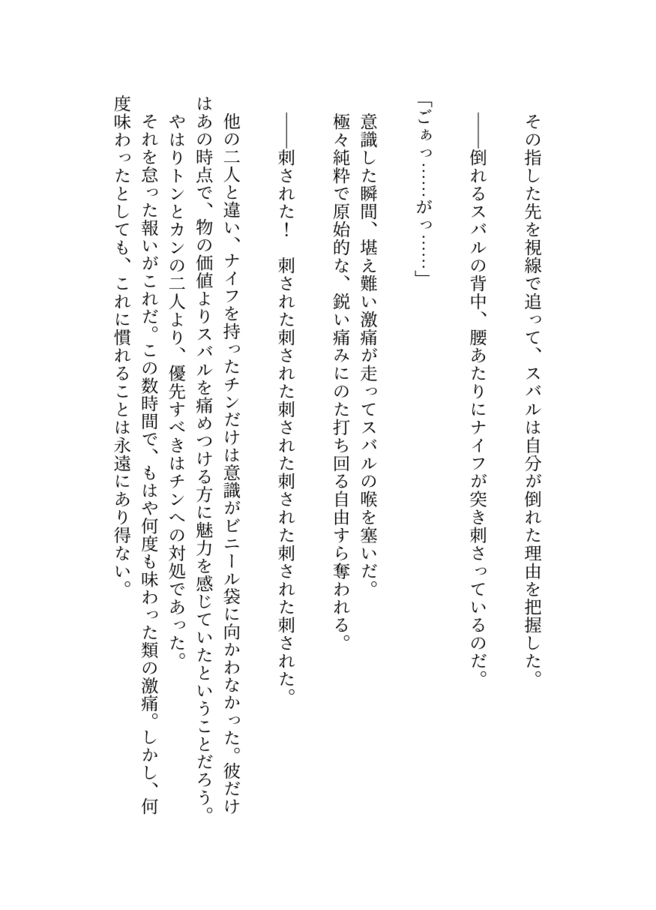 その指した先を視線で追って、スバルは自分が倒れた理由を把握した。
――倒れるスバルの背中、腰あたりにナイフが突き刺さっているのだ。
「ごぁっ……がっ……」
意識した瞬間、堪え難い激痛が走ってスバルの喉を塞いだ。
極々純粋で原始的な、鋭い痛みにのた打ち回る自由すら奪われる。
――刺された！　刺された刺された刺された刺された刺された刺された。
他の二人と違い、ナイフを持ったチンだけは意識がビニール袋に向かわなかった。彼だけ
はあの時点で、物の価値よりスバルを痛めつける方に魅力を感じていたということだろう。
やはりトンとカンの二人より、優先すべきはチンへの対処であった。
それを怠った報いがこれだ。この数時間で、もはや何度も味わった類の激痛。しかし、何
度味わったとしても、これに慣れることは永遠にあり得ない。